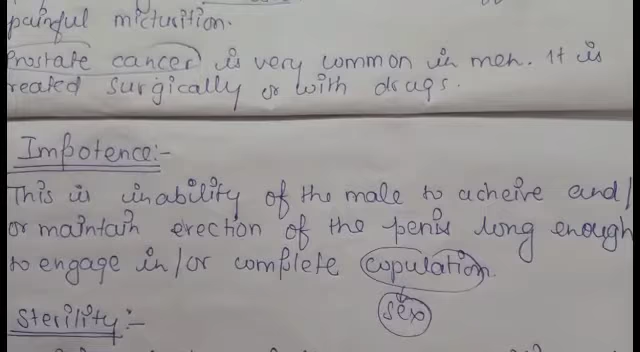 painful micturition.
Prostate cancer is very common in men. It is
reated surgically or with drugs.
Impotence:-
This is inability of the male to acheive and/
or maintain erection of the penis long enough
to engage in/or complete copulation.
sex
Sterility:-